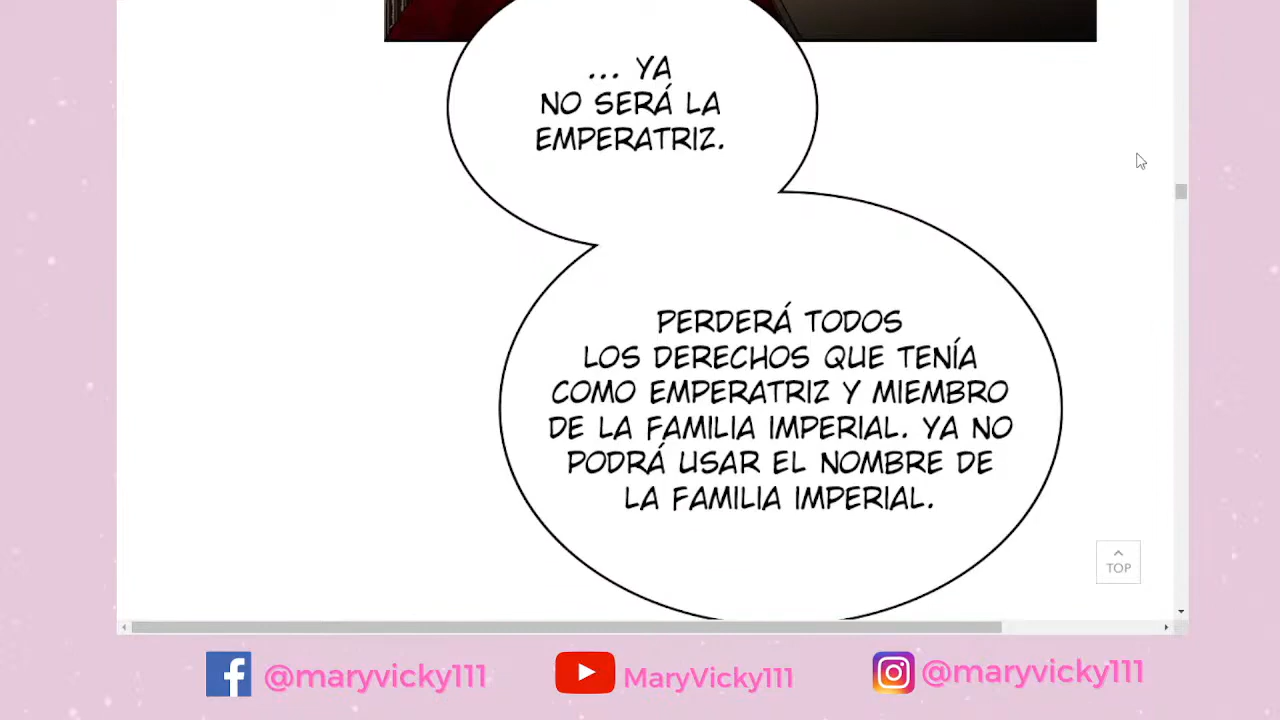 ... YA
NO SERÁ LA
EMPERATRIZ.
PERDERÁ TODOS
LOS DERECHOS QUE TENÍA
COMO EMPERATRIZ Y MIEMBRO
DE LA FAMILIA IMPERIAL. YA NO
PODRÁ USAR EL NOMBRE DE
LA FAMILIA IMPERIAL.
TOP
@maryvicky111
MaryVicky111
@maryvicky111